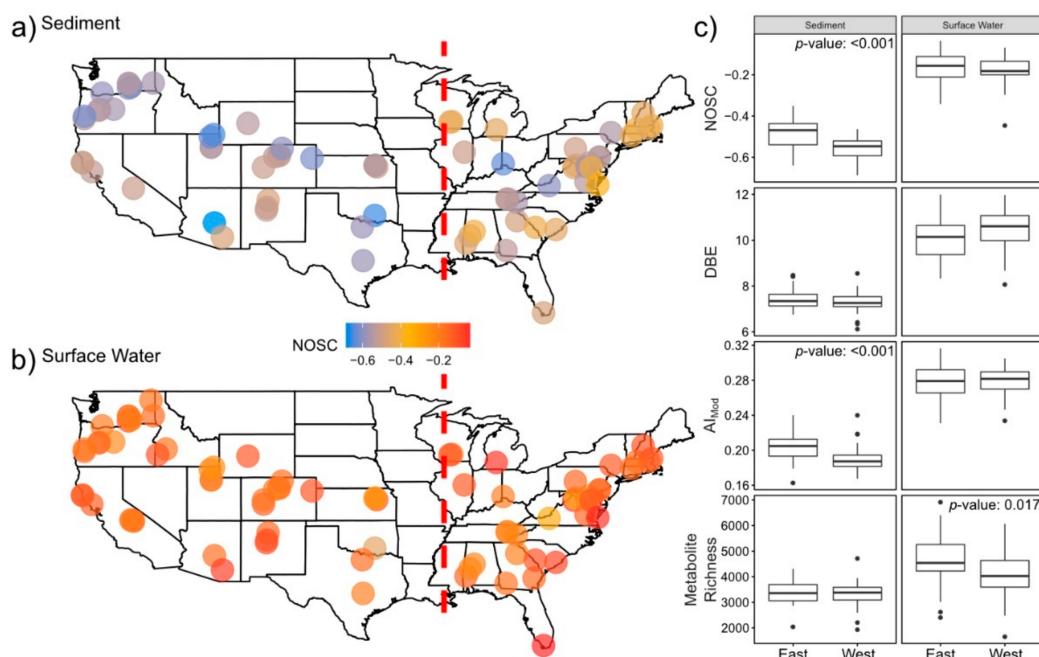 a) Sediment
NOSC
−0.6 −0.4 −0.2
b) Surface Water
c)
Sediment Surface Water
p-value: <0.001
NOSC
−0.2
−0.4
−0.6
DBE
12
10
8
6
p-value: <0.001
AIMod
0.32
0.28
0.24
0.20
0.16
p-value: 0.017
Metabolite
Richness
7000
6000
5000
4000
3000
2000
East West East West